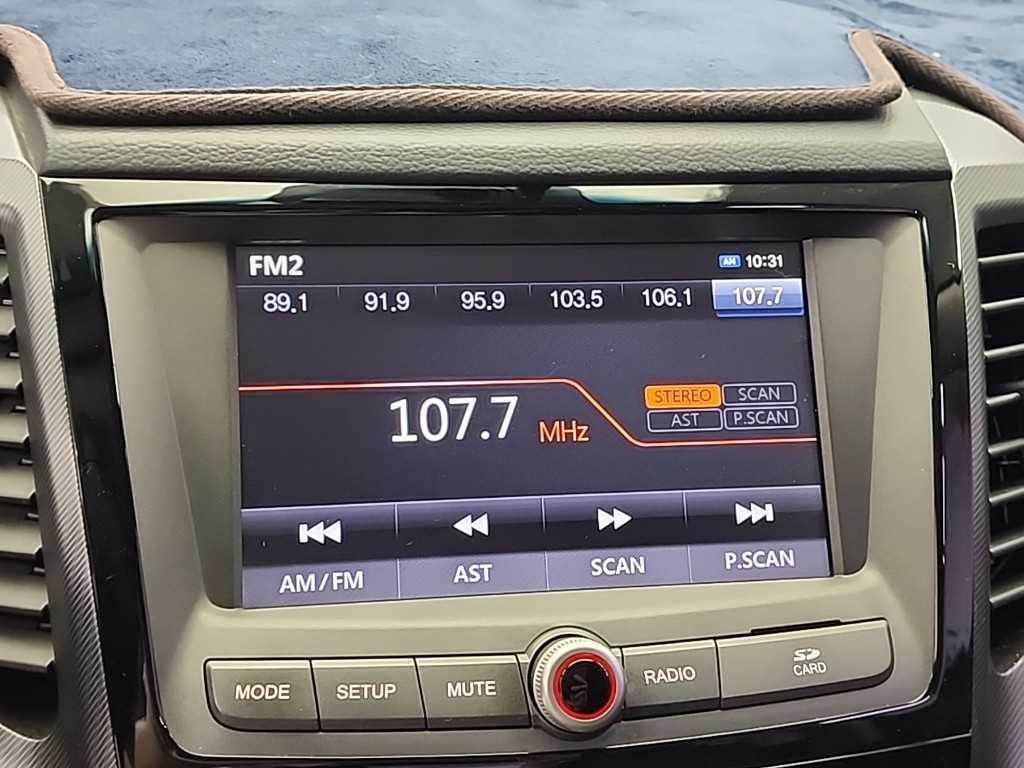 FM2 AM 10:31
89.1 91.9 95.9 103.5 106.1 107.7
107.7 MHz
STEREO SCAN
AST P.SCAN
AM/FM AST SCAN P.SCAN
MODE SETUP MUTE RADIO SD CARD